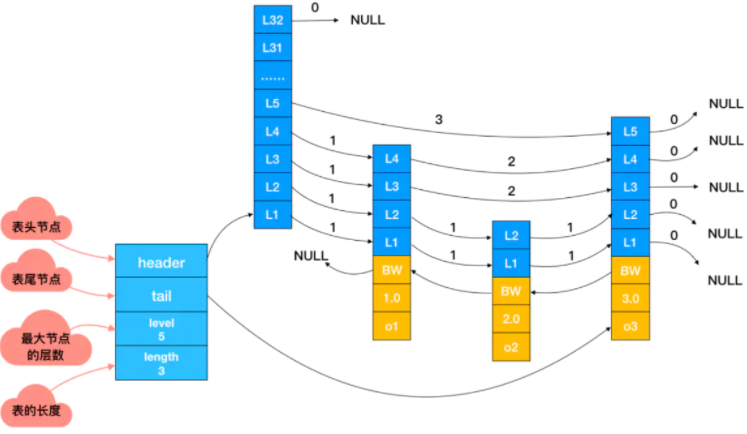 L32
0
NULL
L31
......
L5
L4
L3
L2
L1
3
1
1
1
1
L4
L3
L2
L1
BW
1.0
o1
NULL
2
2
1
1
L2
L1
BW
2.0
o2
1
1
L5
L4
L3
L2
L1
BW
3.0
o3
0
NULL
0
NULL
0
NULL
0
NULL
0
NULL
表头节点
表尾节点
最大节点
的层数
表的长度
header
tail
level
5
length
3